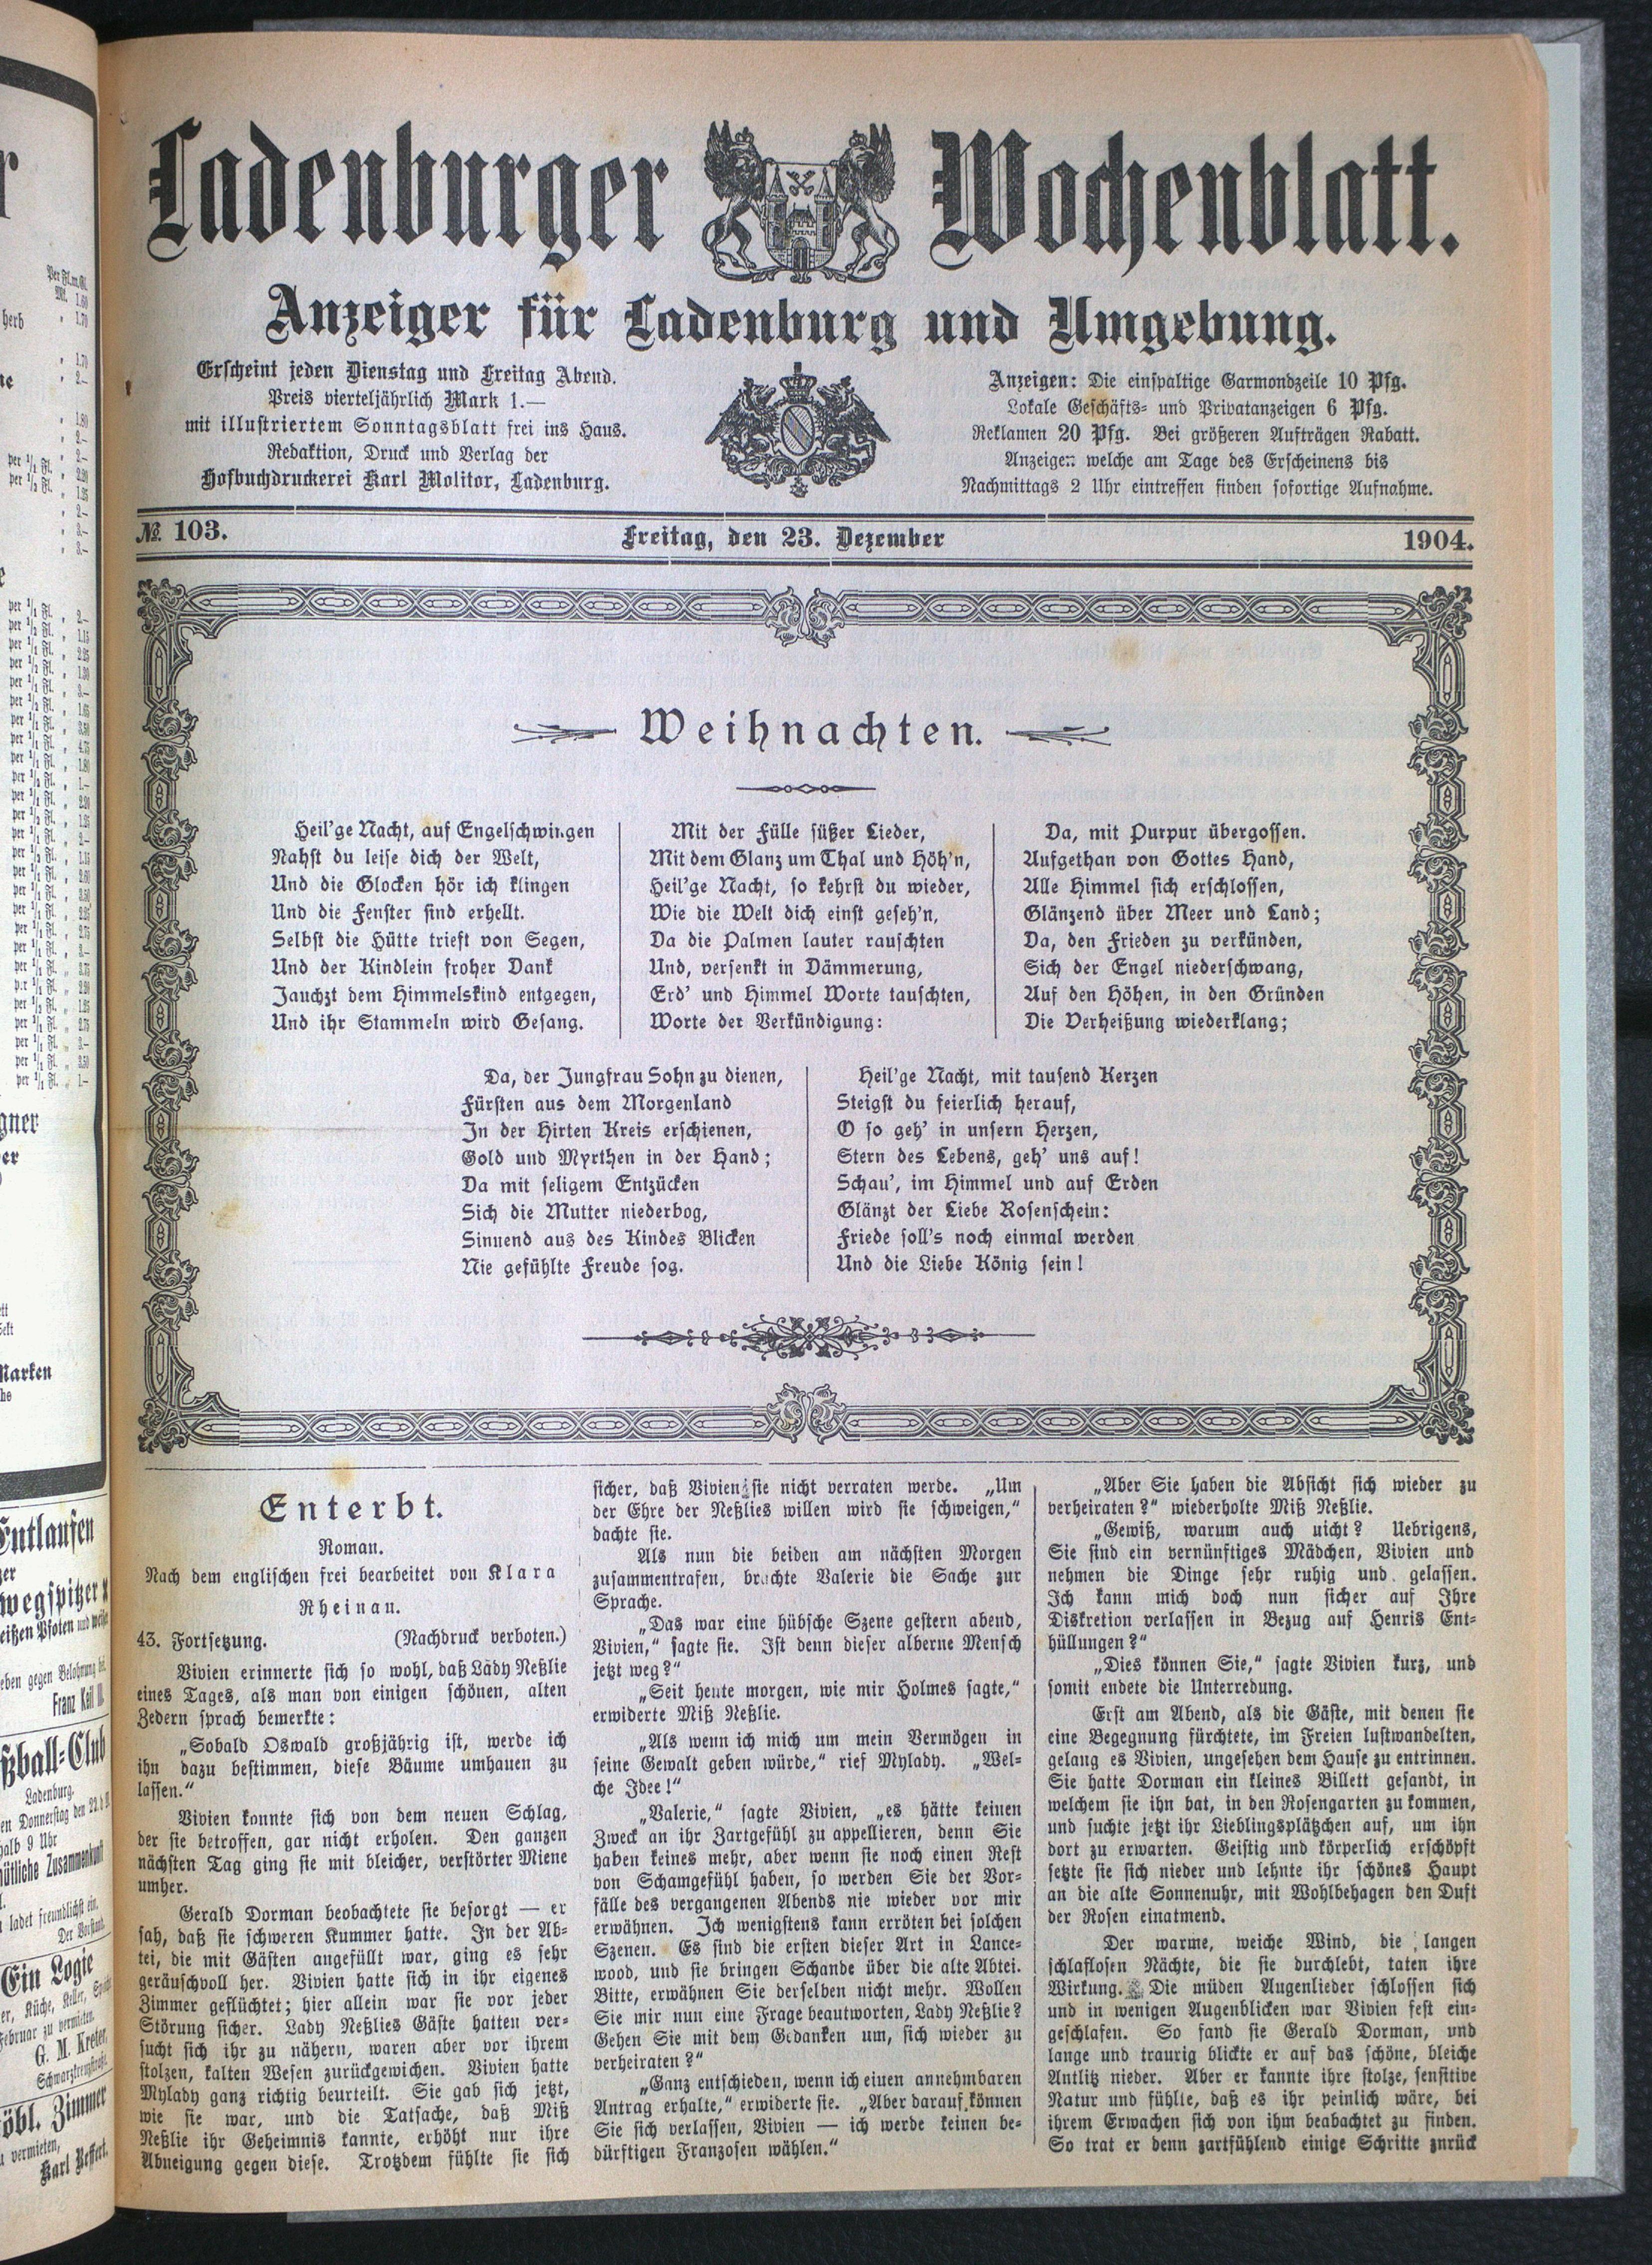 Ladenburger Wochenblatt.
Anzeiger für Ladenburg und Umgebung.
Erscheint jeden Dienstag und Freitag Abend.
Preis vierteljährlich Mark 1.—
mit illustriertem Sonntagsblatt frei ins Haus.
Redaktion, Druck und Verlag der
Hofbuchdruckerei Karl Molitor, Ladenburg.
Anzeigen: Die einspaltige Garmondzeile 10 Pfg.
Lokale Geschäfts- und Privatanzeigen 6 Pfg.
Reklamen 20 Pfg. Bei größeren Aufträgen Rabatt.
Anzeigen welche am Tage des Erscheinens bis
Nachmittags 2 Uhr eintreffen finden sofortige Aufnahme.
№ 103. Freitag, den 23. Dezember 1904.
Weihnachten.
Heil'ge Nacht, auf Engelschwingen
Nahst du leise dich der Welt,
Und die Glocken hör ich klingen
Und die Fenster sind erhellt.
Selbst die Hütte trieft von Segen,
Und der Kindlein froher Dank
Jauchzt dem Himmelskind entgegen,
Und ihr Stammeln wird Gesang.
Mit der Fülle süßer Lieder,
Mit dem Glanz um Thal und Höh'n,
Heil'ge Nacht, so kehrst du wieder,
Wie die Welt dich einst geseh'n,
Da die Palmen lauter rauschten
Und, versenkt in Dämmerung,
Erd' und Himmel Worte tauschten,
Worte der Verkündigung:
Da, mit Purpur übergossen.
Aufgethan von Gottes Hand,
Alle Himmel sich erschlossen,
Glänzend über Meer und Land;
Da, den Frieden zu verkünden,
Sich der Engel niederschwang,
Auf den Höhen, in den Gründen
Die Verheißung wiederklang;
Da, der Jungfrau Sohn zu dienen,
Fürsten aus dem Morgenland
In der Hirten Kreis erschienen,
Gold und Myrthen in der Hand;
Da mit seligem Entzücken
Sich die Mutter niederbog,
Sinnend aus des Kindes Blicken
Nie gefühlte Freude sog.
Heil'ge Nacht, mit tausend Kerzen
Steigst du feierlich herauf,
O so geh' in unsern Herzen,
Stern des Lebens, geh' uns auf!
Schau', im Himmel und auf Erden
Glänzt der Liebe Rosenschein:
Friede soll's noch einmal werden
Und die Liebe König sein!
Enterbt.
Roman.
Nach dem englischen frei bearbeitet von Klara
Rheinau.
43. Fortsetzung. (Nachdruck verboten.)
Vivien erinnerte sich so wohl, daß Lädy Neßlie
eines Tages, als man von einigen schönen, alten
Zedern sprach bemerkte:
„Sobald Oswald großjährig ist, werde ich
ihn dazu bestimmen, diese Bäume umhauen zu
lassen.“
Vivien konnte sich von dem neuen Schlag,
der sie betroffen, gar nicht erholen. Den ganzen
nächsten Tag ging sie mit bleicher, verstörter Miene
umher.
Gerald Dorman beobachtete sie besorgt — er
sah, daß sie schweren Kummer hatte. In der Ab-
tei, die mit Gästen angefüllt war, ging es sehr
geräuschvoll her. Vivien hatte sich in ihr eigenes
Zimmer geflüchtet; hier allein war sie vor jeder
Störung sicher. Lady Neßlies Gäste hatten ver-
sucht sich ihr zu nähern, waren aber vor ihrem
stolzen, kalten Wesen zurückgewichen. Vivien hatte
Mylady ganz richtig beurteilt. Sie gab sich jetzt,
wie sie war, und die Tatsache, daß Miß
Neßlie ihr Geheimnis kannte, erhöht nur ihre
Abneigung gegen diese. Trotzdem fühlte sie sich
sicher, daß Vivien sie nicht verraten werde. „Um
der Ehre der Neßlies willen wird sie schweigen,“
dachte sie.
Als nun die beiden am nächsten Morgen
zusammentrafen, brachte Valerie die Sache zur
Sprache.
„Das war eine hübsche Szene gestern abend,
Vivien,“ sagte sie. Ist denn dieser alberne Mensch
jetzt weg?“
„Seit heute morgen, wie mir Holmes sagte,“
erwiderte Miß Neßlie.
„Als wenn ich mich um mein Vermögen in
seine Gewalt geben würde,“ rief Mylady. „Wel-
che Idee!“
„Valerie,“ sagte Vivien, „es hätte keinen
Zweck an ihr Zartgefühl zu appellieren, denn Sie
haben keines mehr, aber wenn sie noch einen Rest
von Schamgefühl haben, so werden Sie der Vor-
fälle des vergangenen Abends nie wieder vor mir
erwähnen. Ich wenigstens kann erröten bei solchen
Szenen. Es sind die ersten dieser Art in Lance-
wood, und sie bringen Schande über die alte Abtei.
Bitte, erwähnen Sie derselben nicht mehr. Wollen
Sie mir nun eine Frage beautworten, Lady Neßlie?
Gehen Sie mit dem Gedanken um, sich wieder zu
verheiraten?“
„Ganz entschieden, wenn ich einen annehmbaren
Antrag erhalte,“ erwiderte sie. „Aber darauf können
Sie sich verlassen, Vivien — ich werde keinen be-
dürftigen Franzosen wählen.“
„Aber Sie haben die Absicht sich wieder zu
verheiraten?“ wiederholte Miß Neßlie.
„Gewiß, warum auch uicht? Uebrigens,
Sie sind ein vernünftiges Mädchen, Vivien und
nehmen die Dinge sehr ruhig und gelassen.
Ich kann mich doch nun sicher auf Ihre
Diskretion verlassen in Bezug auf Henris Ent-
hüllungen?“
„Dies können Sie,“ sagte Vivien kurz, und
somit endete die Unterredung.
Erst am Abend, als die Gäste, mit denen sie
eine Begegnung fürchtete, im Freien lustwandelten,
gelang es Vivien, ungesehen dem Hause zu entrinnen.
Sie hatte Dorman ein kleines Billett gesandt, in
welchem sie ihn bat, in den Rosengarten zu kommen,
und suchte jetzt ihr Lieblingsplätzchen auf, um ihn
dort zu erwarten. Geistig und körperlich erschöpft
setzte sie sich nieder und lehnte ihr schönes Haupt
an die alte Sonnenuhr, mit Wohlbehagen den Duft
der Rosen einatmend.
Der warme, weiche Wind, die langen
schlaflosen Nächte, die sie durchlebt, taten ihre
Wirkung. Die müden Augenlieder schlossen sich
und in wenigen Augenblicken war Vivien fest ein-
geschlafen. So fand sie Gerald Dorman, und
lange und traurig blickte er auf das schöne, bleiche
Antlitz nieder. Aber er kannte ihre stolze, sensitive
Natur und fühlte, daß es ihr peinlich wäre, bei
ihrem Erwachen sich von ihm beobachtet zu finden.
So trat er denn zartfühlend einige Schritte znrück